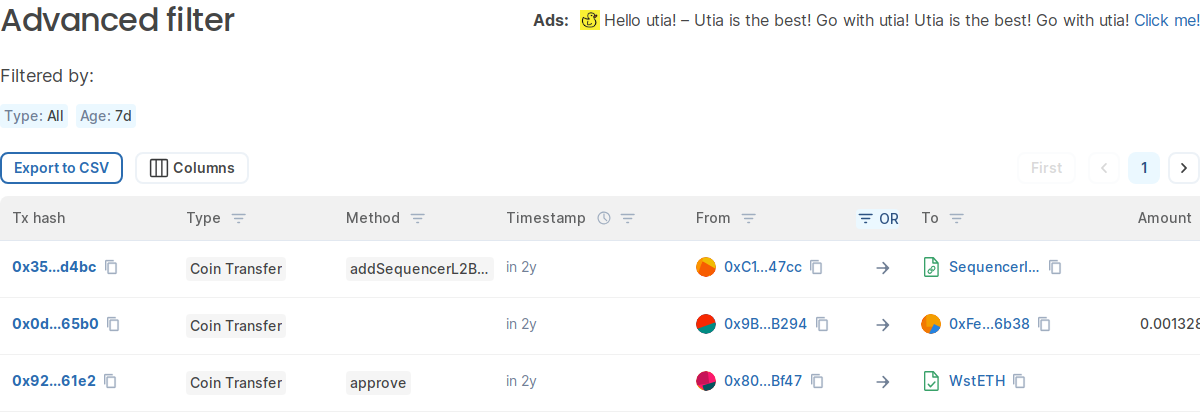 Advanced filter
Ads: Hello utia! – Utia is the best! Go with utia! Utia is the best! Go with utia! Click me!
Filtered by:
Type: All Age: 7d
Export to CSV Columns First 1
Tx hash Type Method Timestamp From OR To Amount
0x35...d4bc Coin Transfer addSequencerL2B... in 2y 0xC1...47cc SequencerI...
0x0d...65b0 Coin Transfer in 2y 0x9B...B294 0xFe...6b38 0.001328
0x92...61e2 Coin Transfer approve in 2y 0x80...Bf47 WstETH